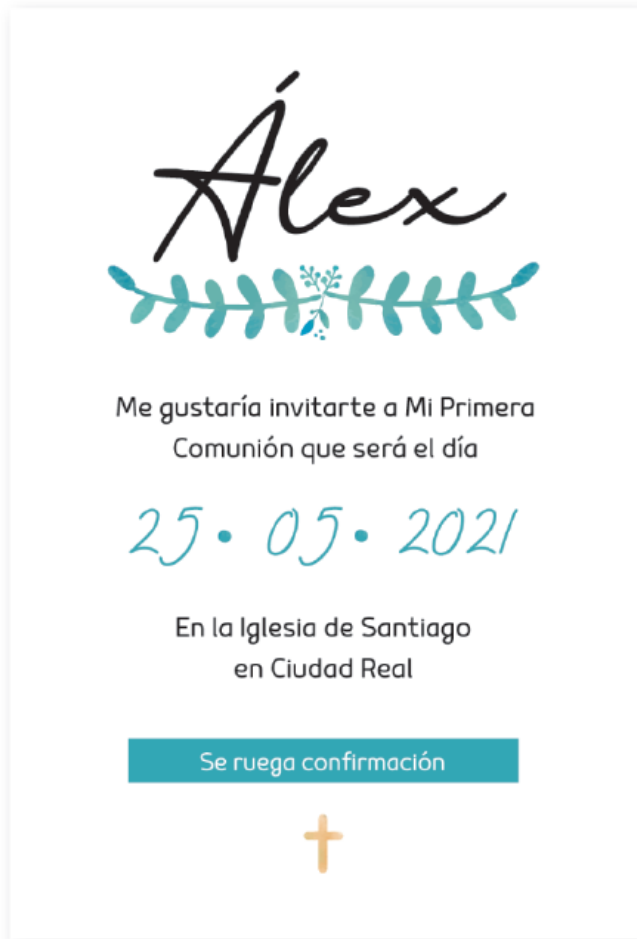 Álex
Me gustaría invitarte a Mi Primera
Comunión que será el día
25 • 05 • 2021
En la Iglesia de Santiago
en Ciudad Real
Se ruega confirmación